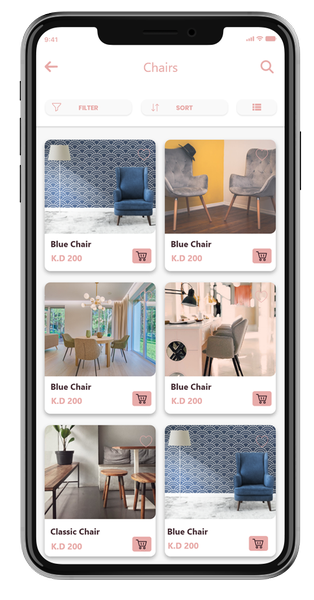 9:41
Chairs
FILTER
SORT
Blue Chair
K.D 200
Blue Chair
K.D 200
Blue Chair
K.D 200
Blue Chair
K.D 200
Classic Chair
K.D 200
Blue Chair
K.D 200